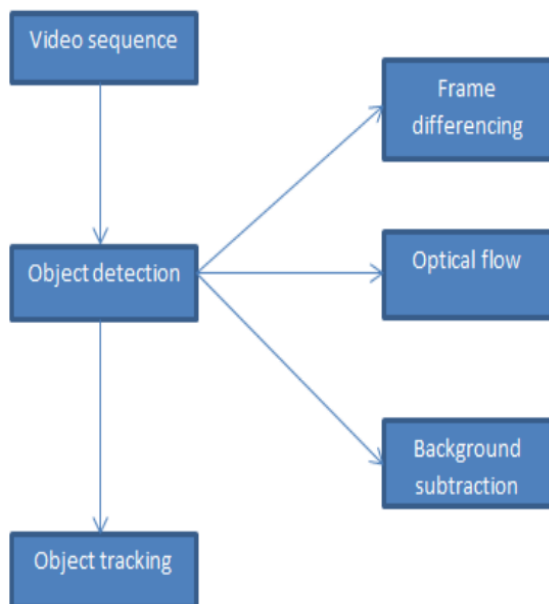 Video sequence
Frame
differencing
Object detection
Optical flow
Background
subtraction
Object tracking